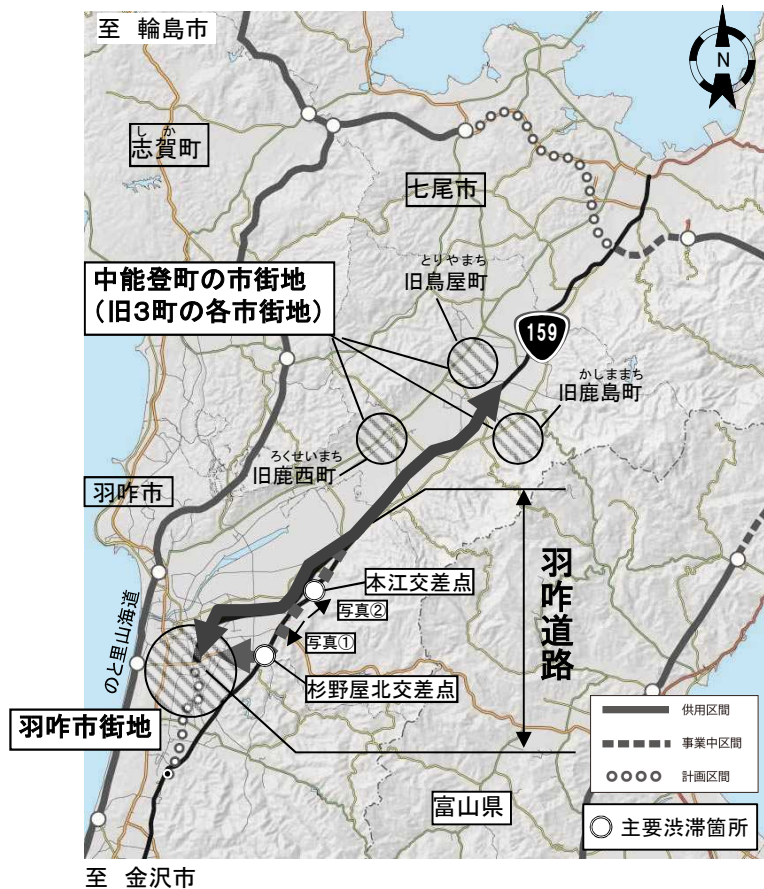 至 輪島市
N
しか
志賀町
七尾市
中能登町の市街地
(旧3町の各市街地)
とりやまち
旧鳥屋町
159
かしままち
旧鹿島町
ろくせいまち
旧鹿西町
羽咋市
羽咋道路
本江交差点
写真②
写真①
のと里山海道
杉野屋北交差点
羽咋市街地
供用区間
事業中区間
計画区間
富山県
主要渋滞箇所
至 金沢市